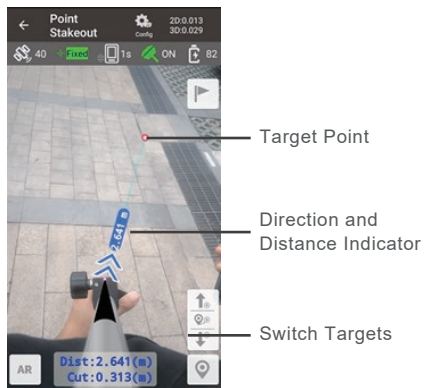 Point
Stakeout
Config
2D:0.013
3D:0.029
40
Fixed
1s
ON
82
Target Point
2.641 m
Direction and
Distance Indicator
Switch Targets
AR
Dist:2.641(m)
Cut:0.313(m)